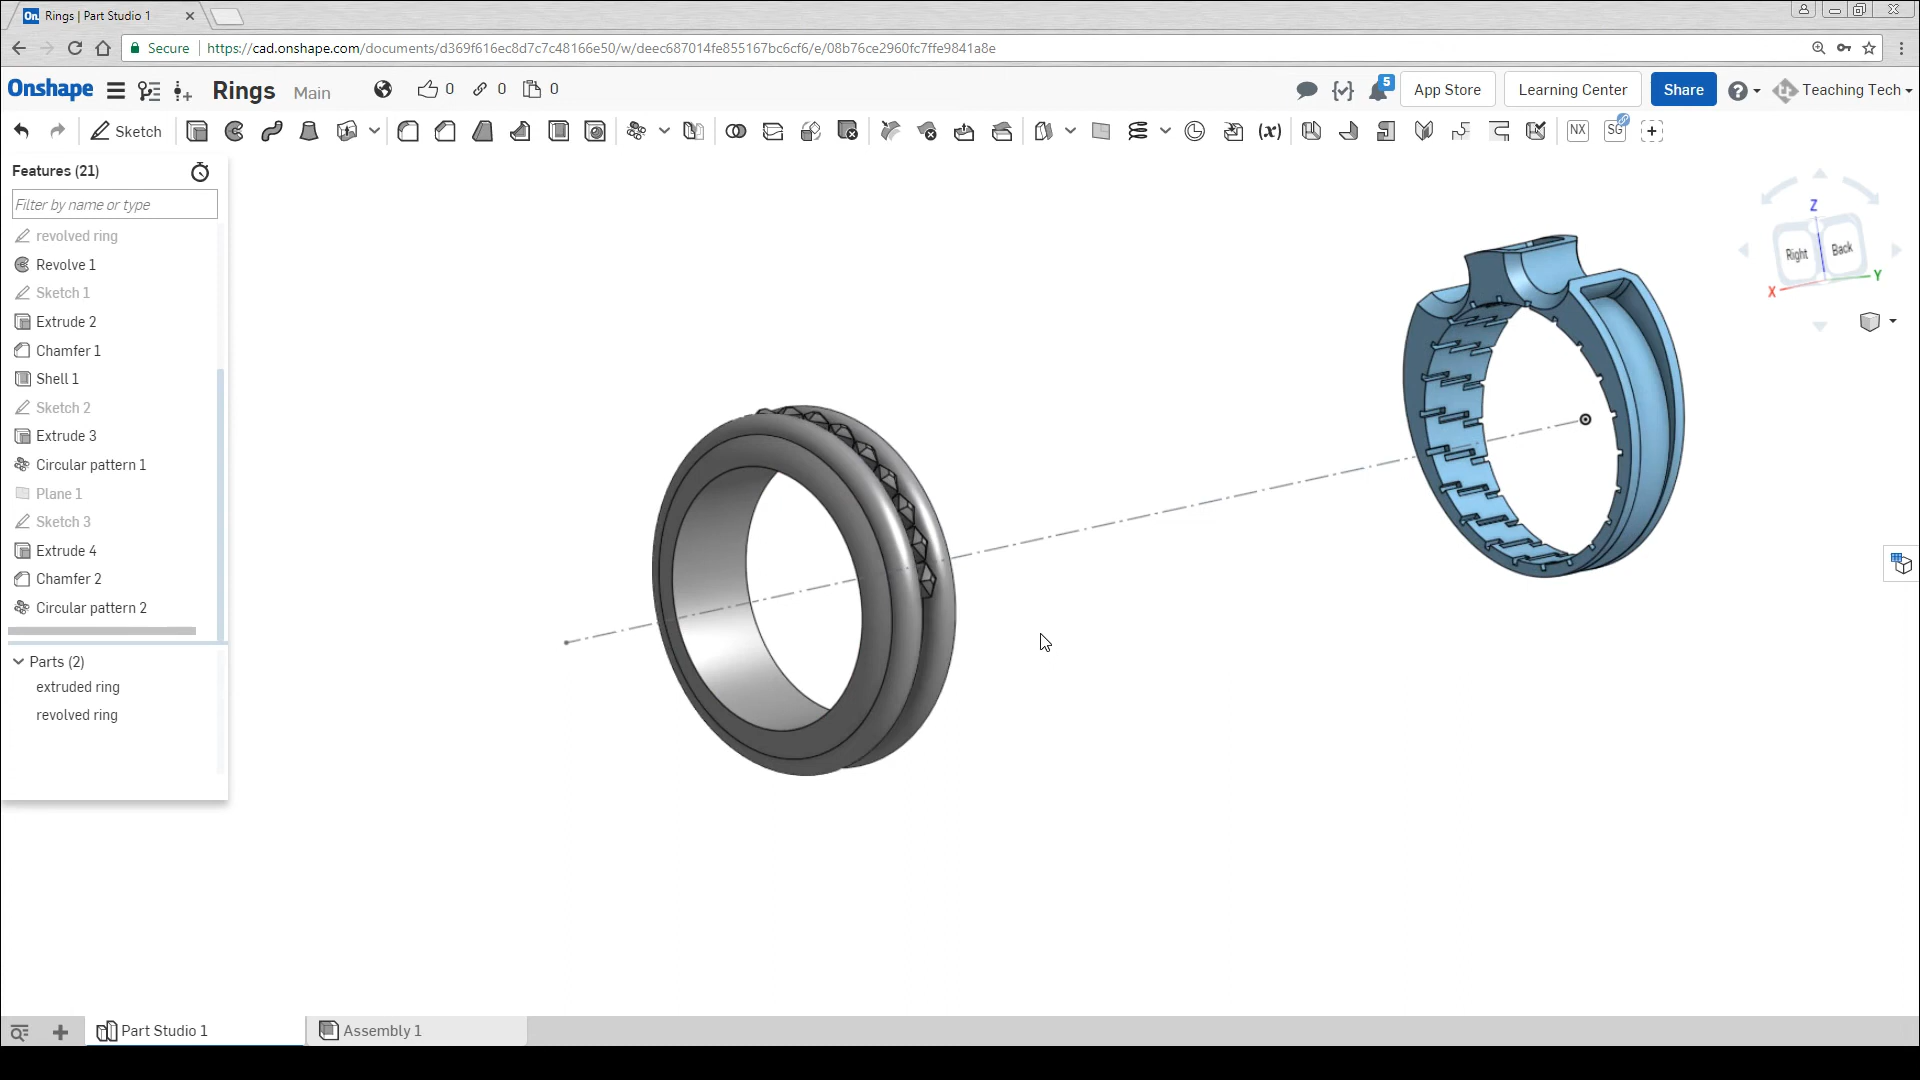 On Rings | Part Studio 1
Secure https://cad.onshape.com/documents/d369f616ec8d7c7c48166e50/w/deec687014fe855167bc6cf6/e/08b76ce2960fc7ffe9841a8e
Onshape Rings Main 0 0 0 5 App Store Learning Center Share Teaching Tech
Sketch (x) NX SG
Features (21)
Filter by name or type
revolved ring
Revolve 1
Sketch 1
Extrude 2
Chamfer 1
Shell 1
Sketch 2
Extrude 3
Circular pattern 1
Plane 1
Sketch 3
Extrude 4
Chamfer 2
Circular pattern 2
Parts (2)
extruded ring
revolved ring
Z
Right Back
X Y
Part Studio 1 Assembly 1